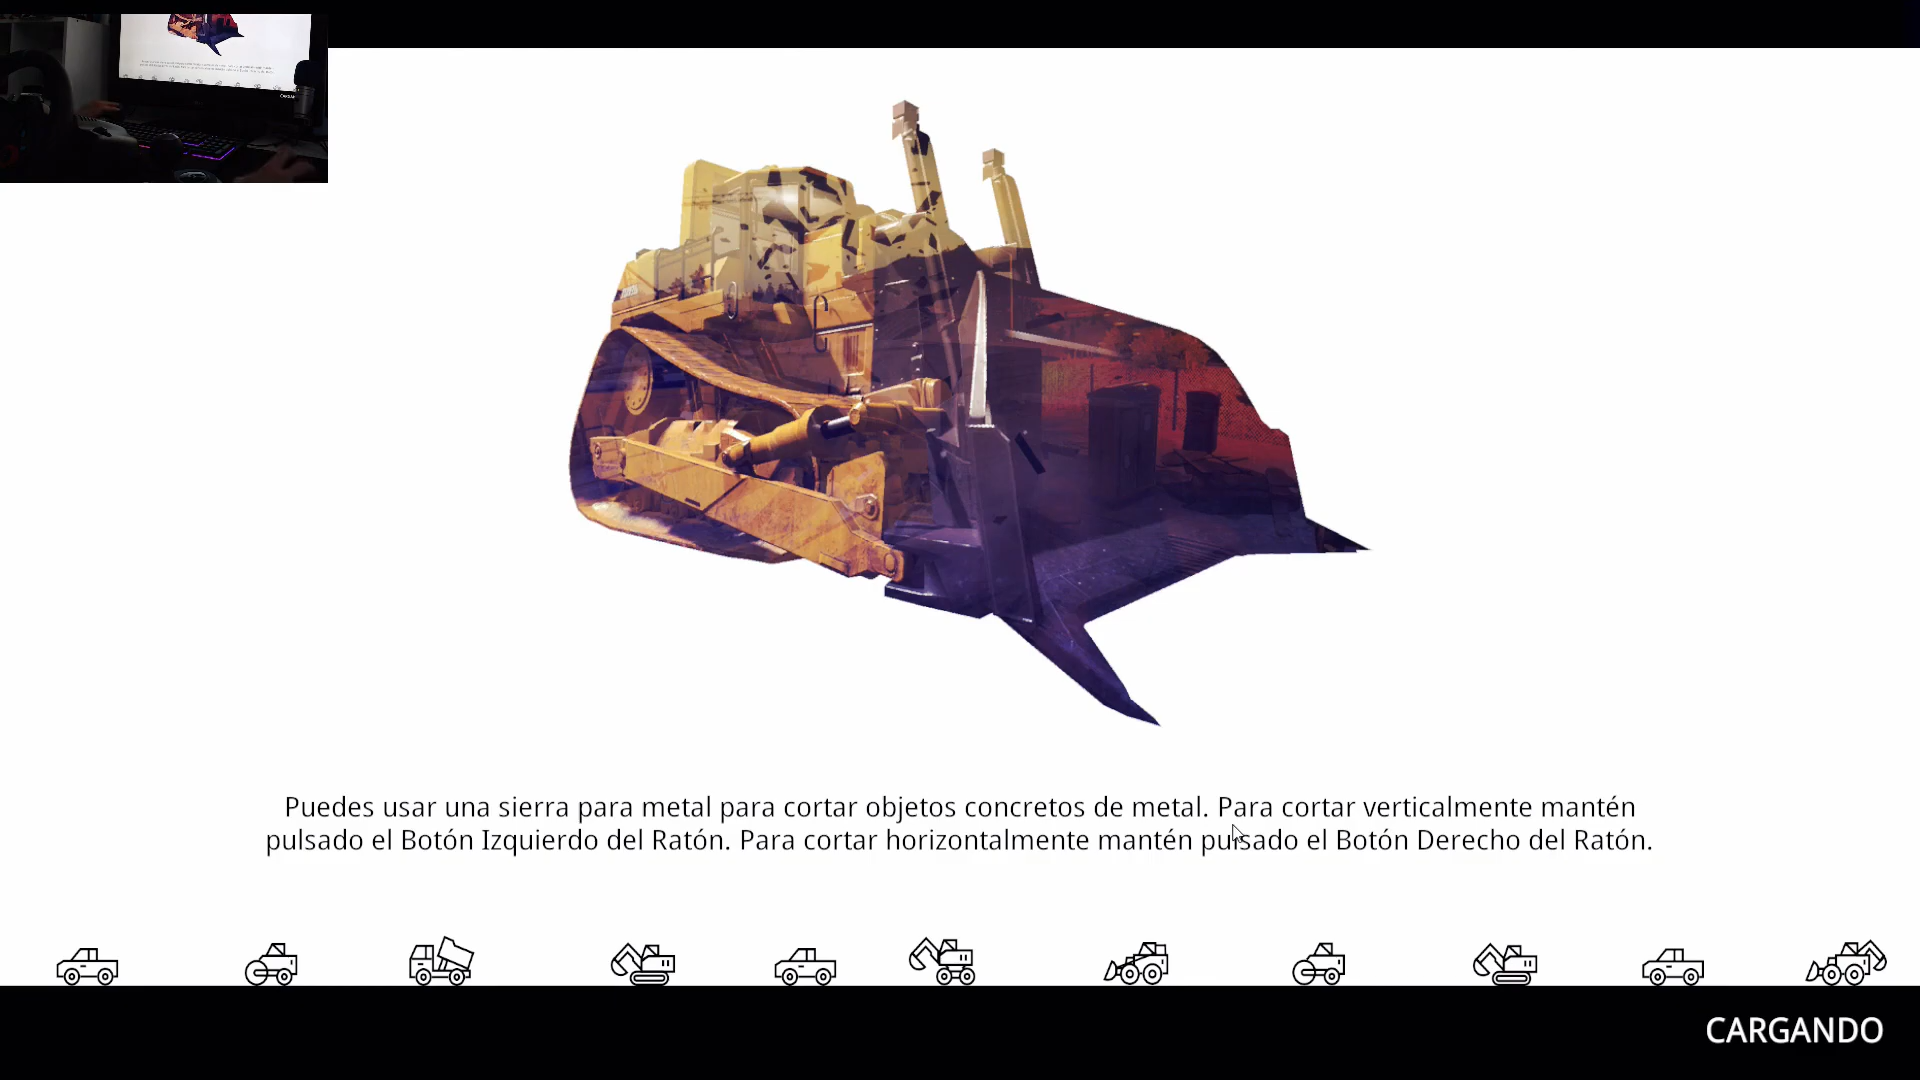 Puedes usar una sierra para metal para cortar objetos concretos de metal. Para cortar verticalmente mantén
pulsado el Botón Izquierdo del Ratón. Para cortar horizontalmente mantén pulsado el Botón Derecho del Ratón.
CARGANDO